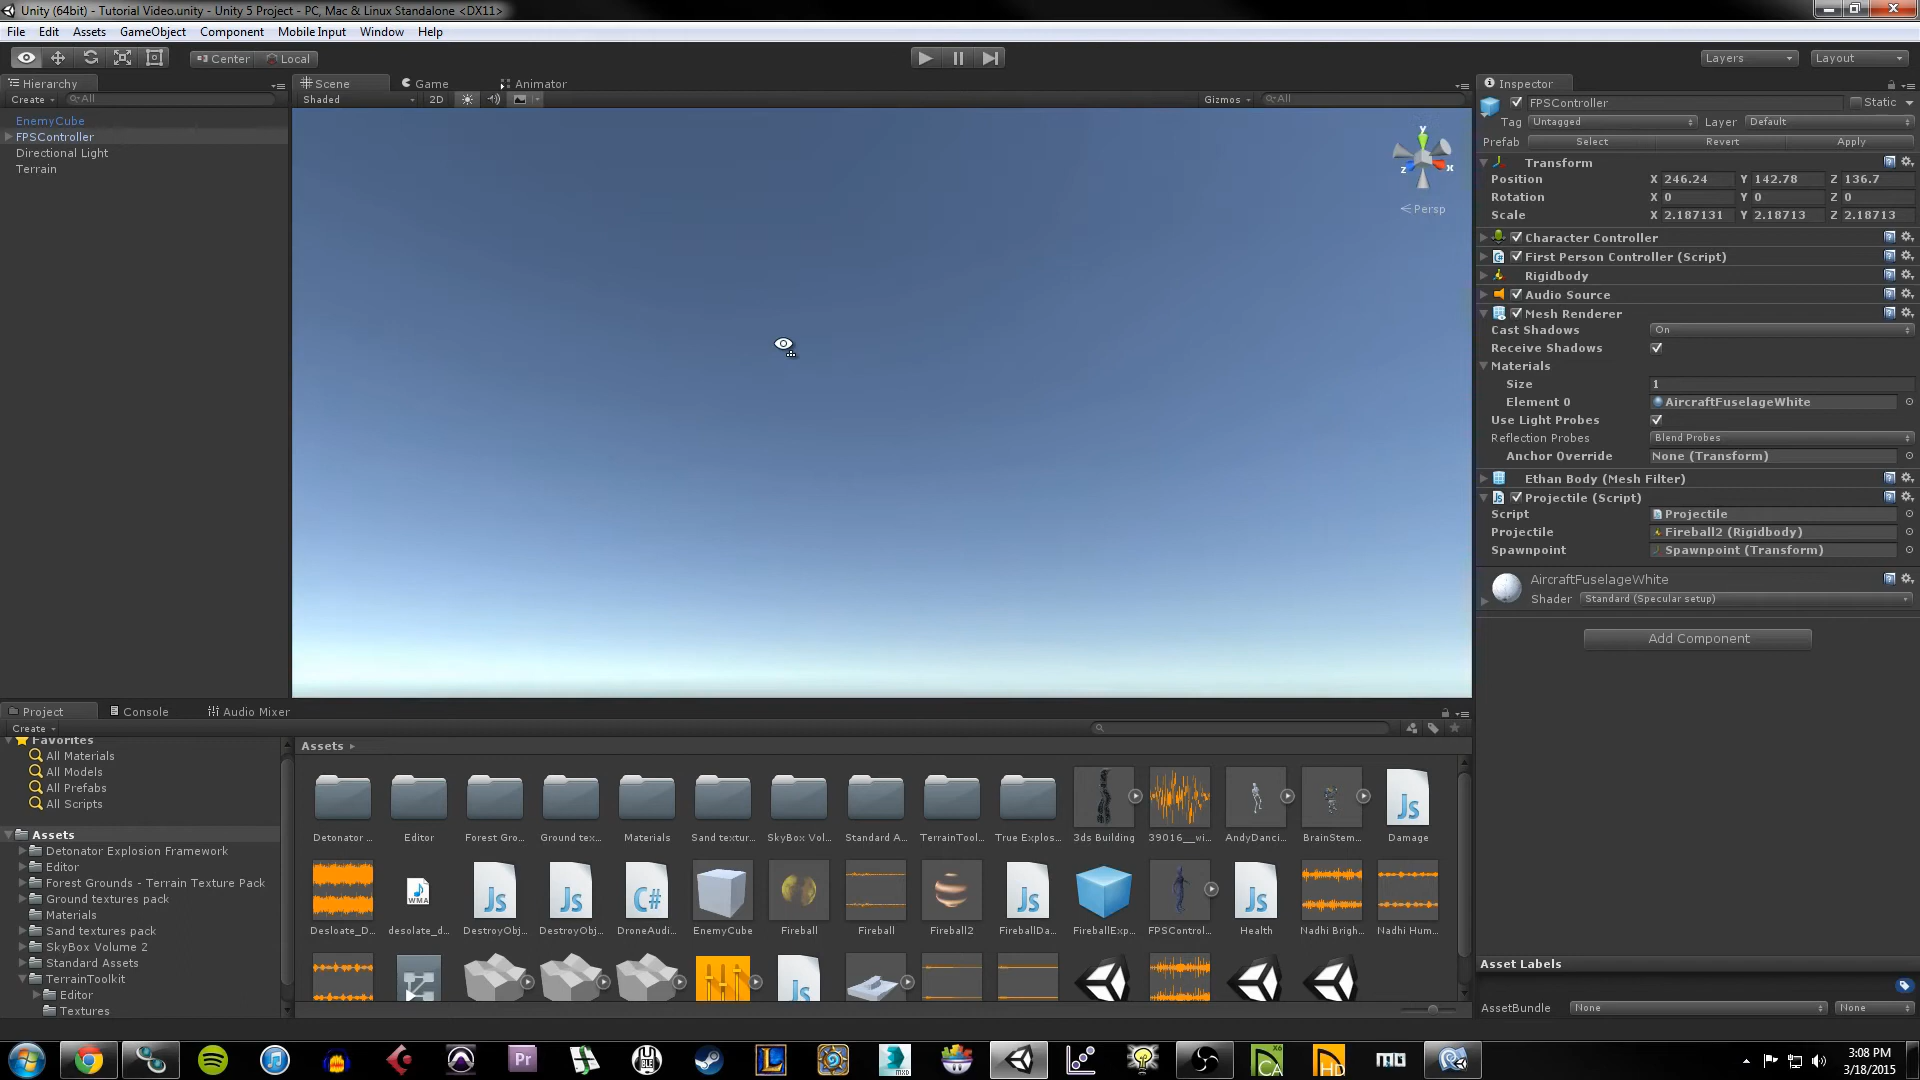 Unity (64bit) - Tutorial Video.unity - Unity 5 Project - PC, Mac & Linux Standalone <DX11>
File Edit Assets GameObject Component Mobile Input Window Help
Center Local Layers Layout
Hierarchy
Create All
EnemyCube
FPSController
Directional Light
Terrain
Scene Game Animator
Shaded 2D Gizmos All
y
x
z
Persp
Inspector
FPSController Static
Tag Untagged Layer Default
Prefab Select Revert Apply
Transform
Position X 246.24 Y 142.78 Z 136.7
Rotation X 0 Y 0 Z 0
Scale X 2.187131 Y 2.18713 Z 2.18713
Character Controller
First Person Controller (Script)
Rigidbody
Audio Source
Mesh Renderer
Cast Shadows On
Receive Shadows
Materials
Size 1
Element 0 AircraftFuselageWhite
Use Light Probes
Reflection Probes Blend Probes
Anchor Override None (Transform)
Ethan Body (Mesh Filter)
Projectile (Script)
Script Projectile
Projectile Fireball2 (Rigidbody)
Spawnpoint Spawnpoint (Transform)
AircraftFuselageWhite
Shader Standard (Specular setup)
Add Component
Asset Labels
AssetBundle None None
Project Console Audio Mixer
Create
Favorites
All Materials
All Models
All Prefabs
All Scripts
Assets
Detonator Explosion Framework
Editor
Forest Grounds - Terrain Texture Pack
Ground textures pack
Materials
Sand textures pack
SkyBox Volume 2
Standard Assets
TerrainToolkit
Editor
Textures
Assets
Detonator ... Editor Forest Gro... Ground tex... Materials Sand textur... SkyBox Vol... Standard A... TerrainTool... True Explos... 3ds Building 39016__wi... AndyDanci... BrainStem... Damage
Desloate_D... desolate_d... DestroyObj... DestroyObj... DroneAudi... EnemyCube Fireball Fireball Fireball2 FireballDa... FireballExp... FPSControl... Health Nadhi Brigh... Nadhi Hum...
3:08 PM
3/18/2015